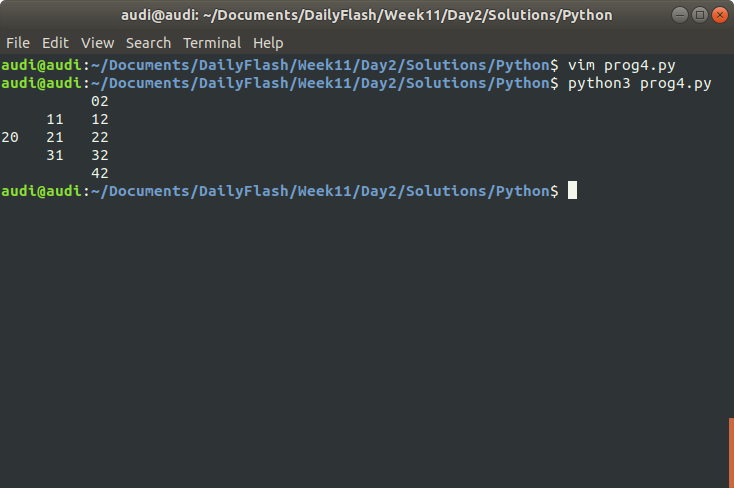 audi@audi: ~/Documents/DailyFlash/Week11/Day2/Solutions/Python
File Edit View Search Terminal Help
audi@audi:~/Documents/DailyFlash/Week11/Day2/Solutions/Python$ vim prog4.py
audi@audi:~/Documents/DailyFlash/Week11/Day2/Solutions/Python$ python3 prog4.py
          02
     11   12
20   21   22
     31   32
          42
audi@audi:~/Documents/DailyFlash/Week11/Day2/Solutions/Python$